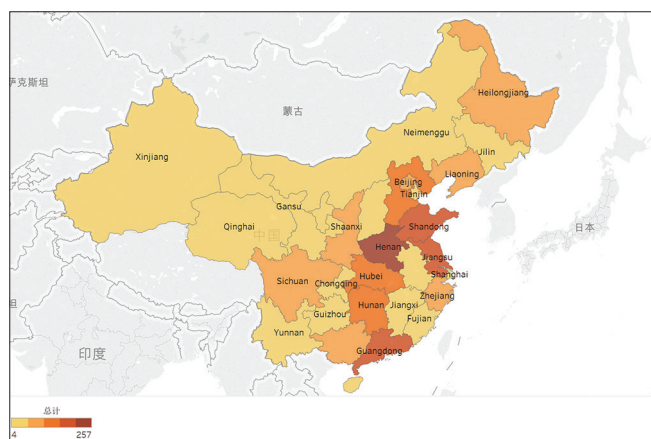 萨克斯坦
蒙古
Heilongjiang
Neimenggu
Jilin
Xinjiang
Liaoning
Beijing
Tianjin
Gansu
Qinghai
中国
Shaanxi
Shandong
日本
Henan
Jiangsu
Shanghai
Hubei
Sichuan
Chongqing
Zhejiang
坦
Hunan
Jiangxi
Guizhou
Fujian
Yunnan
印度
Guangdong
总计
4
257